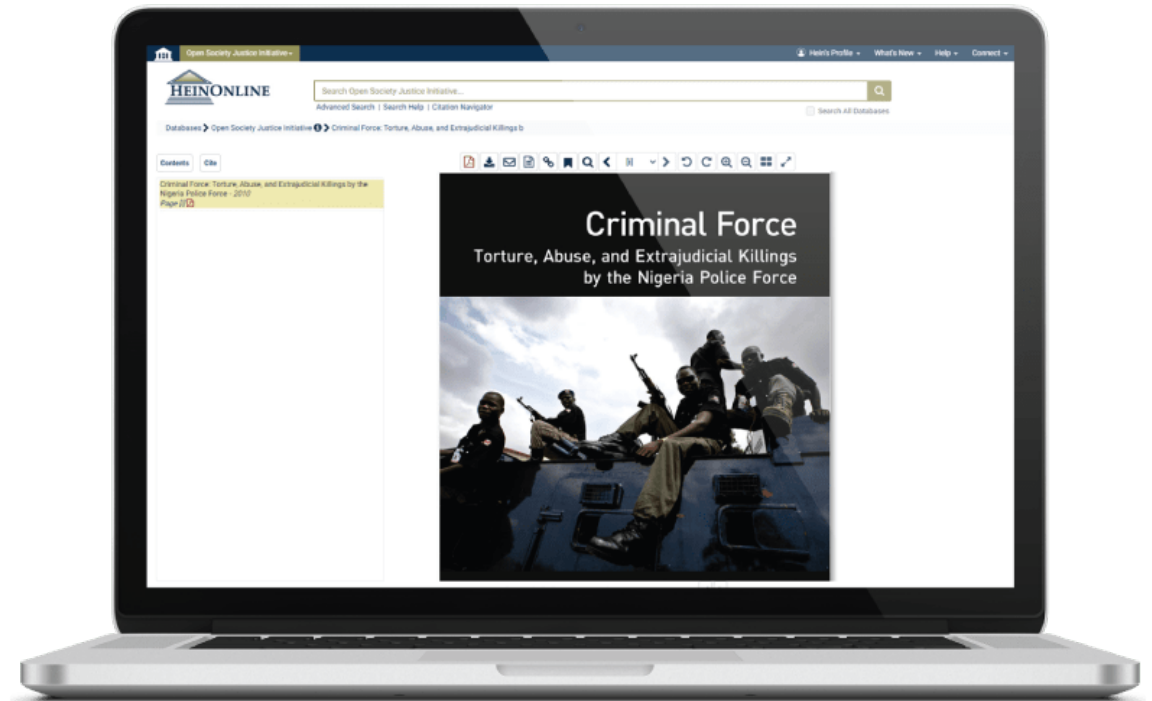 Open Society Justice Initiative
Hein's Profile What's New Help Connect
HEINONLINE
Search Open Society Justice Initiative...
Advanced Search | Search Help | Citation Navigator
Search All Databases
Databases Open Society Justice Initiative Criminal Force: Torture, Abuse, and Extrajudicial Killings b
Contents Cite
Criminal Force: Torture, Abuse, and Extrajudicial Killings by the
Nigeria Police Force - 2010
Page
Criminal Force
Torture, Abuse, and Extrajudicial Killings
by the Nigeria Police Force